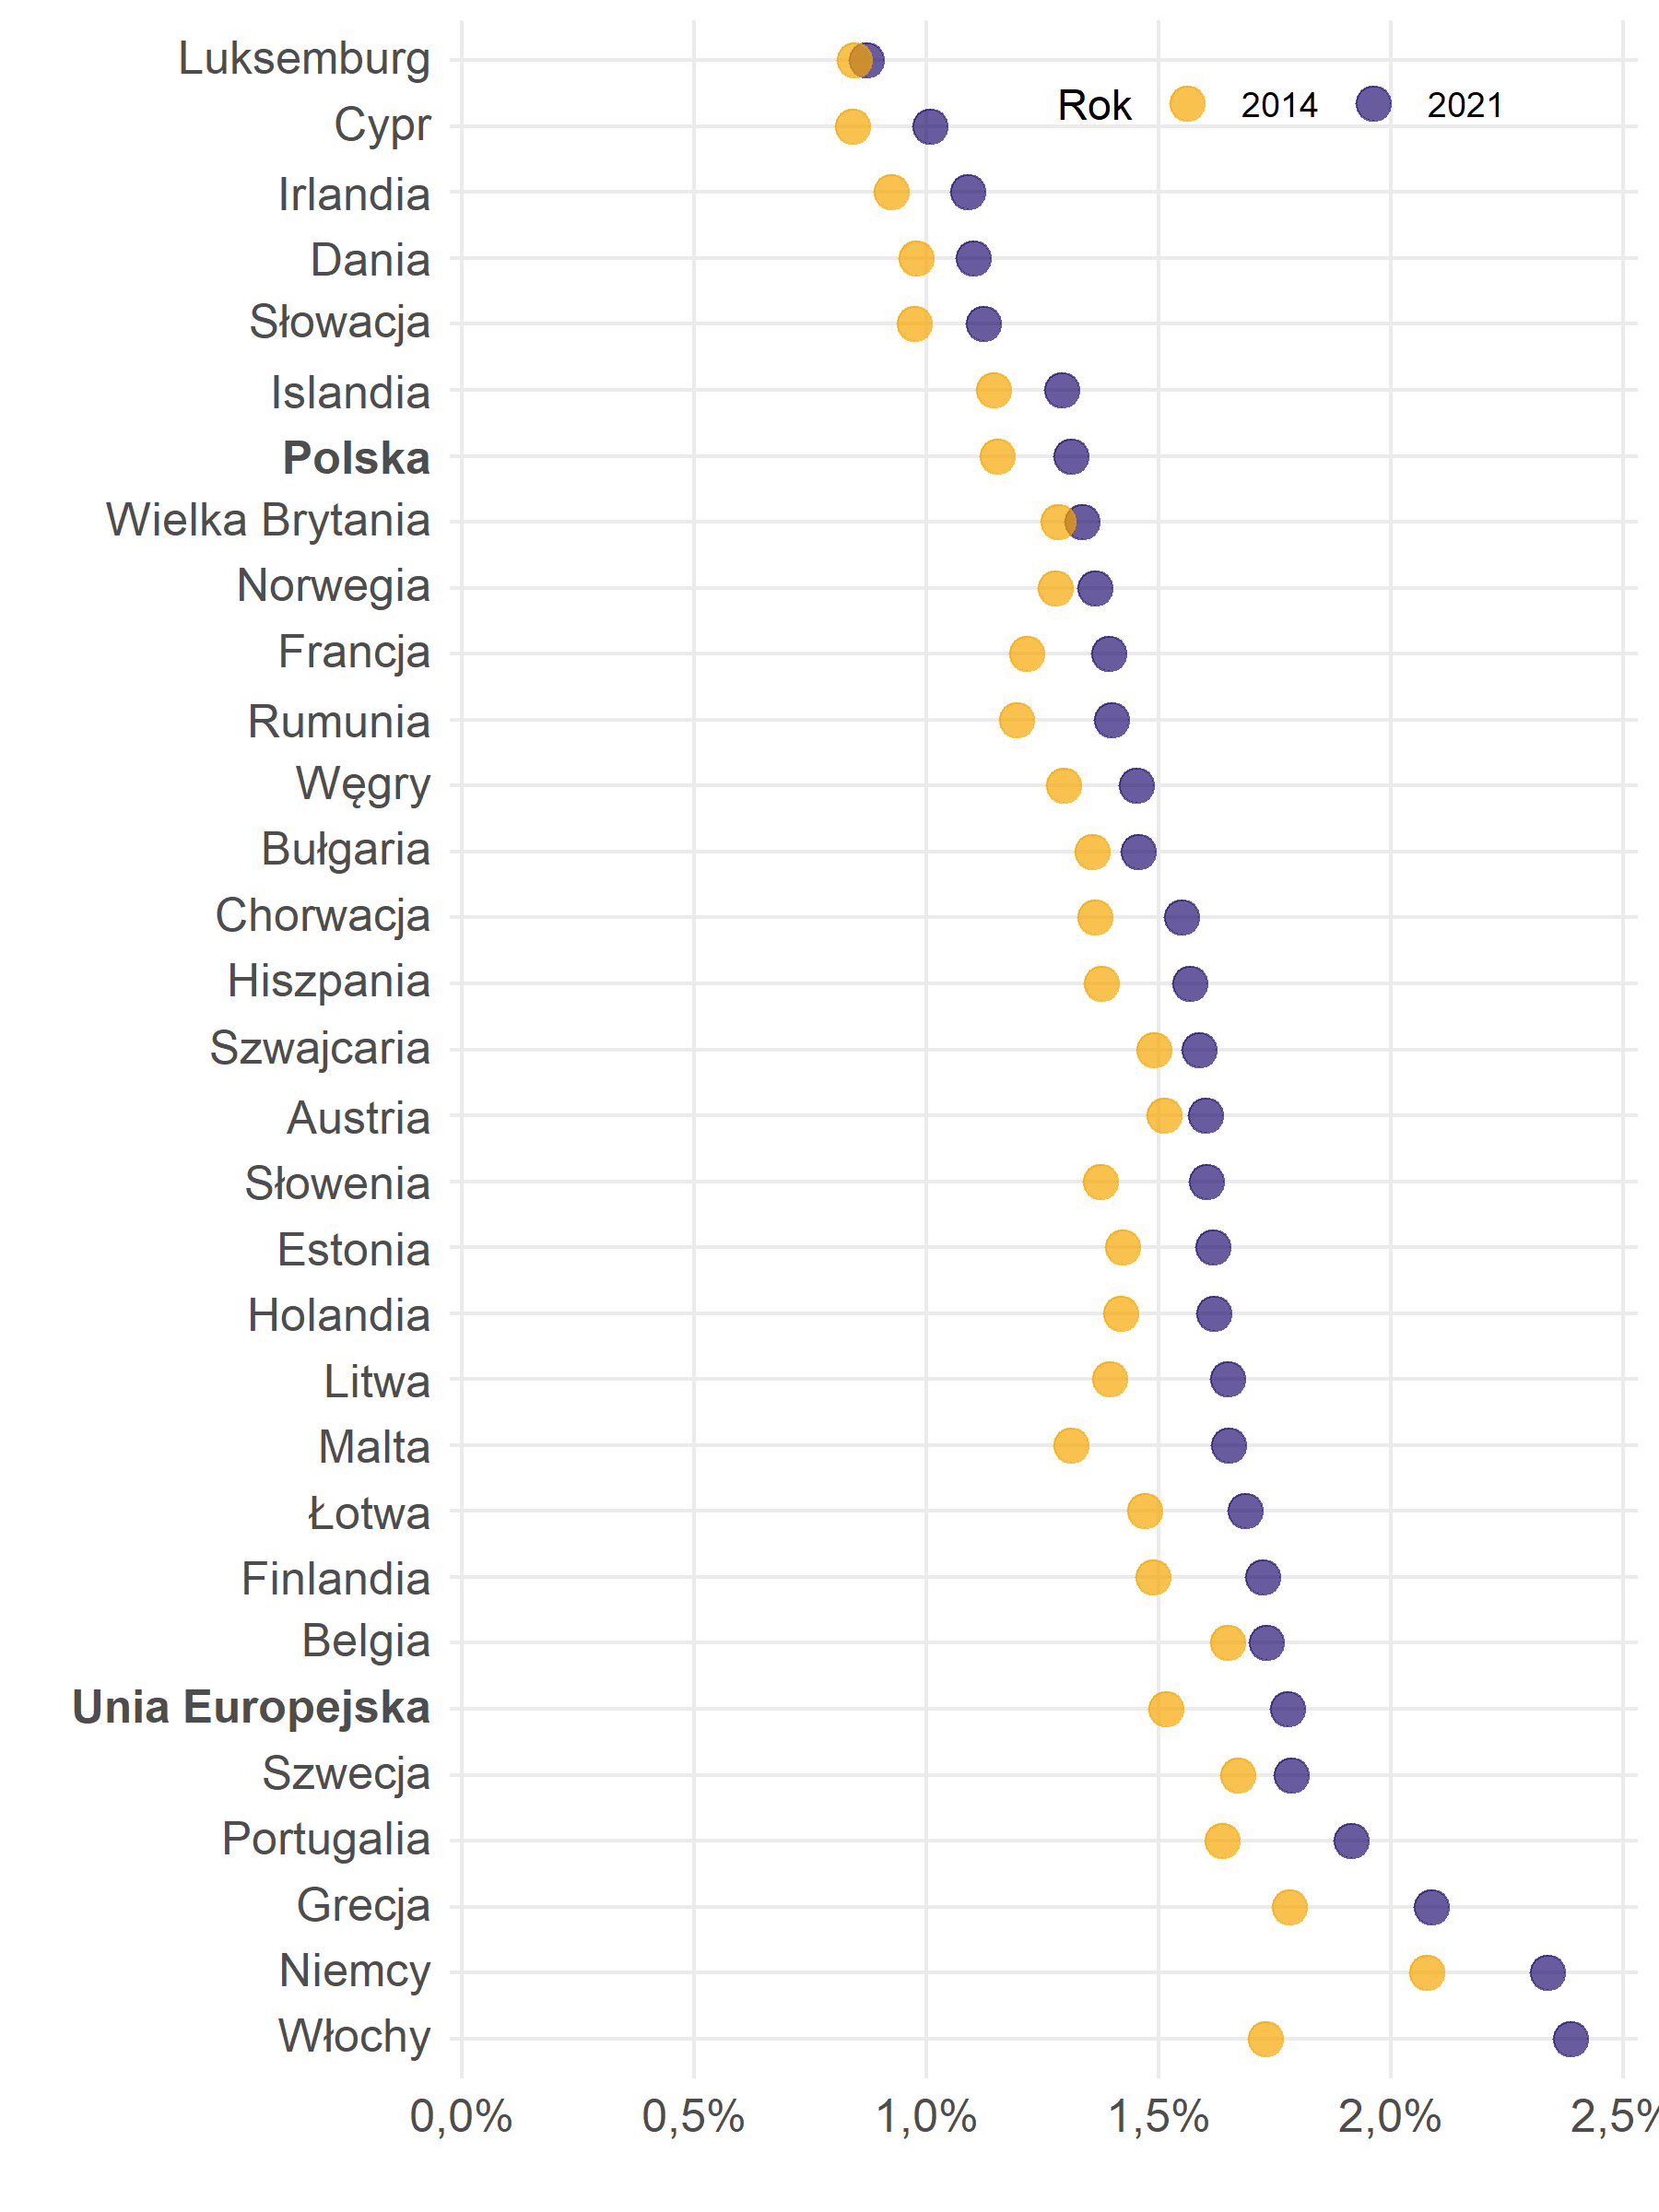 Luksemburg
Rok 2014 2021
Cypr
Irlandia
Dania
Słowacja
Islandia
Polska
Wielka Brytania
Norwegia
Francja
Rumunia
Węgry
Bułgaria
Chorwacja
Hiszpania
Szwajcaria
Austria
Słowenia
Estonia
Holandia
Litwa
Malta
Łotwa
Finlandia
Belgia
Unia Europejska
Szwecja
Portugalia
Grecja
Niemcy
Włochy
0,0% 0,5% 1,0% 1,5% 2,0% 2,5%